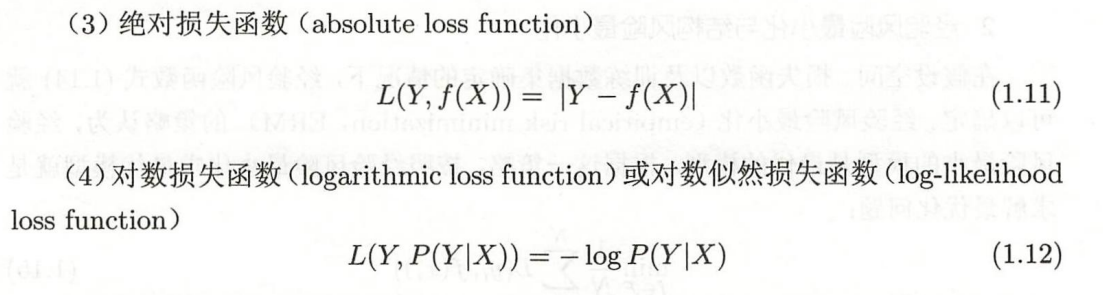 （3）绝对损失函数（absolute loss function）
L(Y, f(X)) = |Y − f(X)| (1.11)
（4）对数损失函数（logarithmic loss function）或对数似然损失函数（log-likelihood
loss function）
L(Y, P(Y|X)) = − log P(Y|X) (1.12)